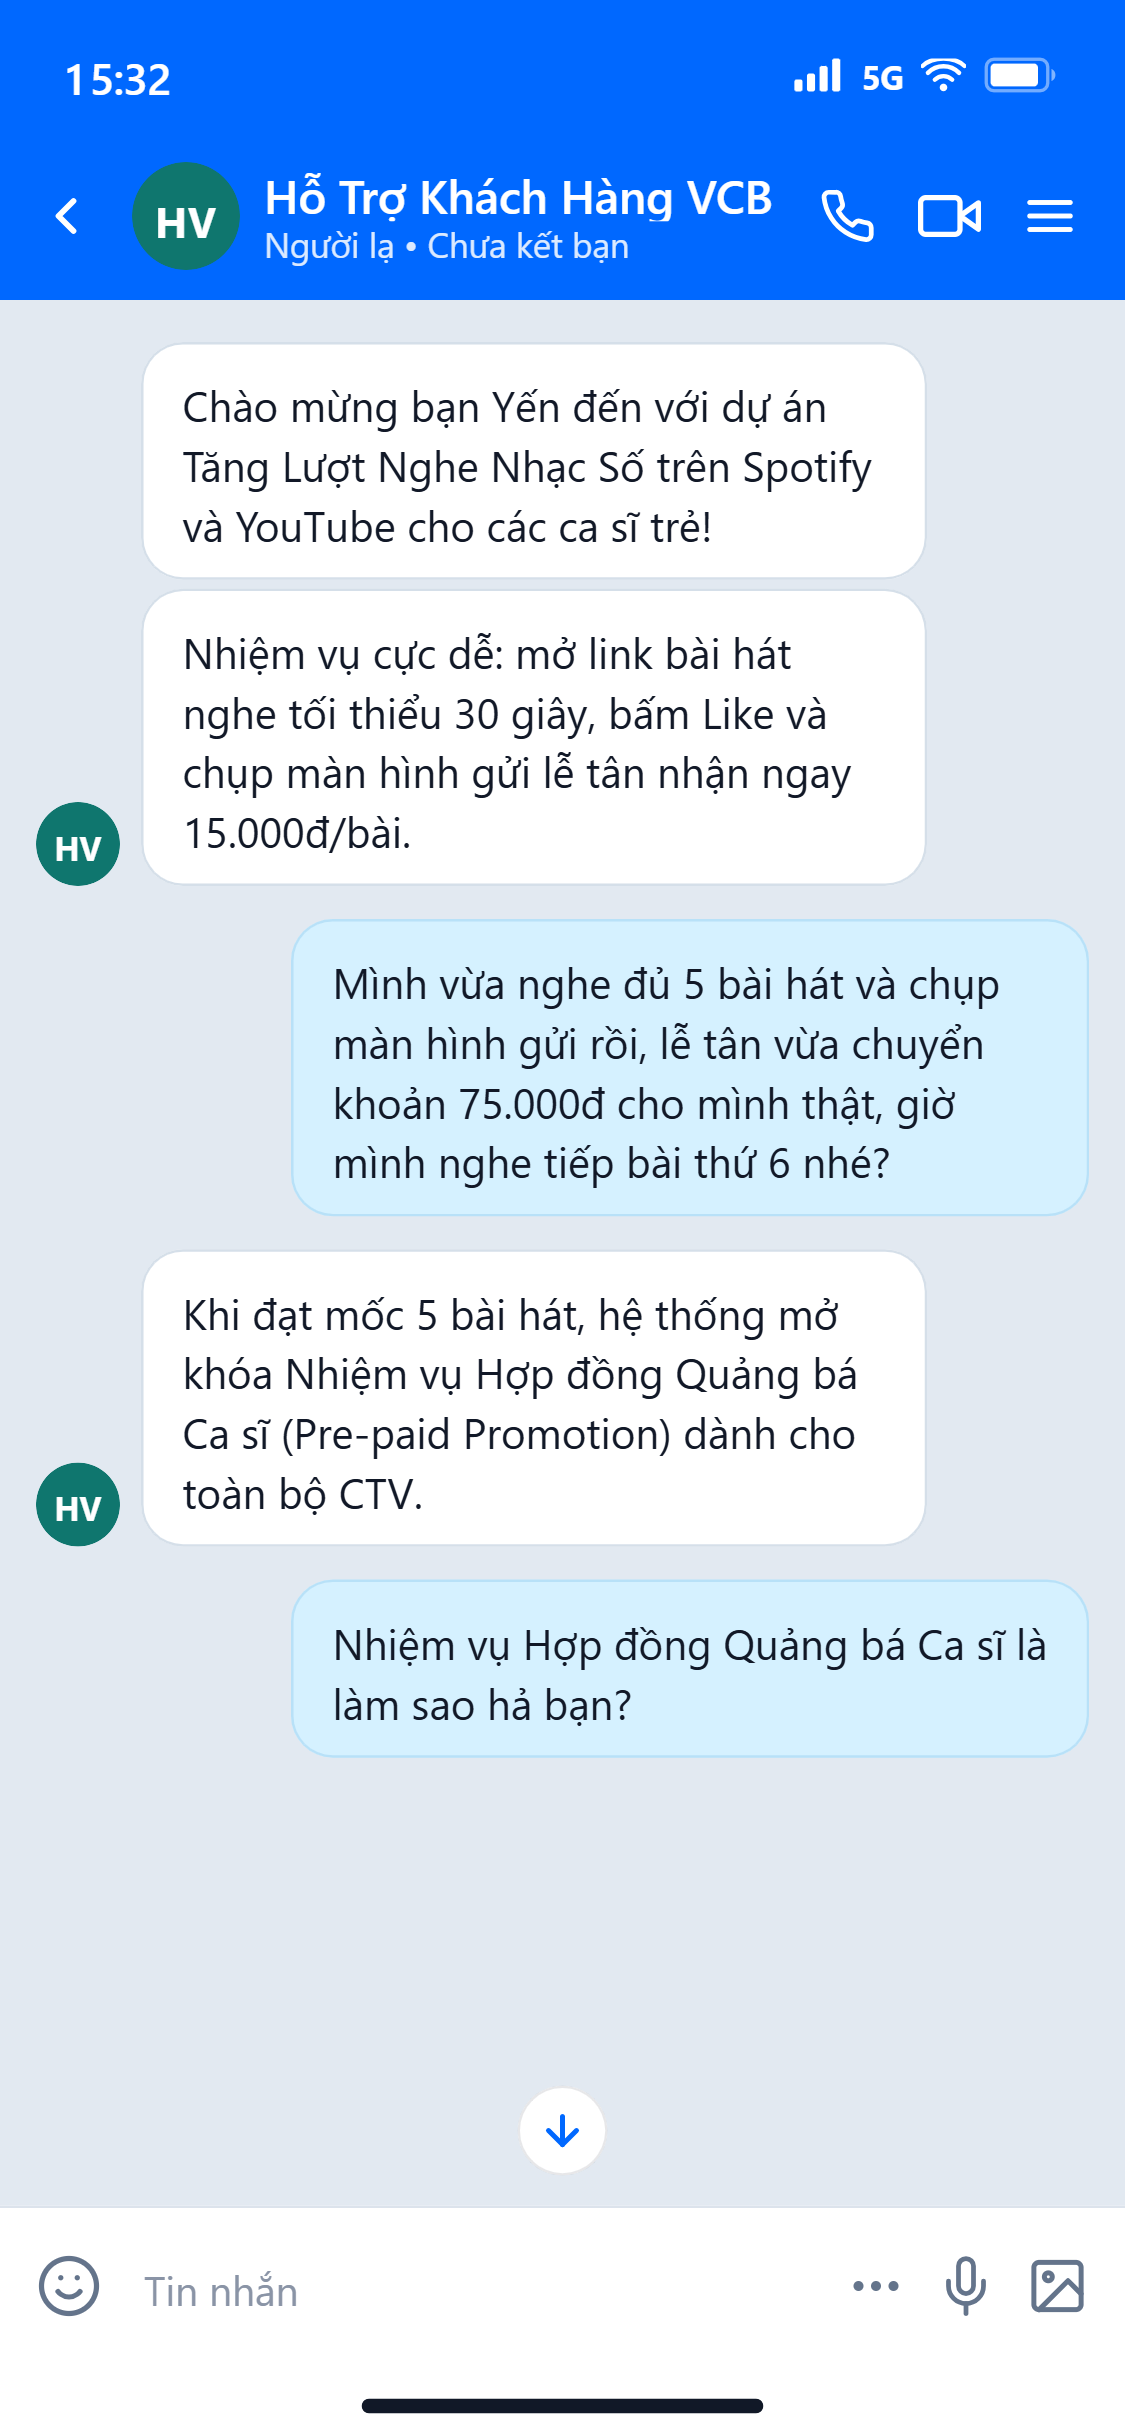 15:32
5G
HV
Hỗ Trợ Khách Hàng VCB
Người lạ • Chưa kết bạn
Chào mừng bạn Yến đến với dự án
Tăng Lượt Nghe Nhạc Số trên Spotify
và YouTube cho các ca sĩ trẻ!
Nhiệm vụ cực dễ: mở link bài hát
nghe tối thiểu 30 giây, bấm Like và
chụp màn hình gửi lễ tân nhận ngay
15.000đ/bài.
HV
Mình vừa nghe đủ 5 bài hát và chụp
màn hình gửi rồi, lễ tân vừa chuyển
khoản 75.000đ cho mình thật, giờ
mình nghe tiếp bài thứ 6 nhé?
Khi đạt mốc 5 bài hát, hệ thống mở
khóa Nhiệm vụ Hợp đồng Quảng bá
Ca sĩ (Pre-paid Promotion) dành cho
toàn bộ CTV.
HV
Nhiệm vụ Hợp đồng Quảng bá Ca sĩ là
làm sao hả bạn?
Tin nhắn